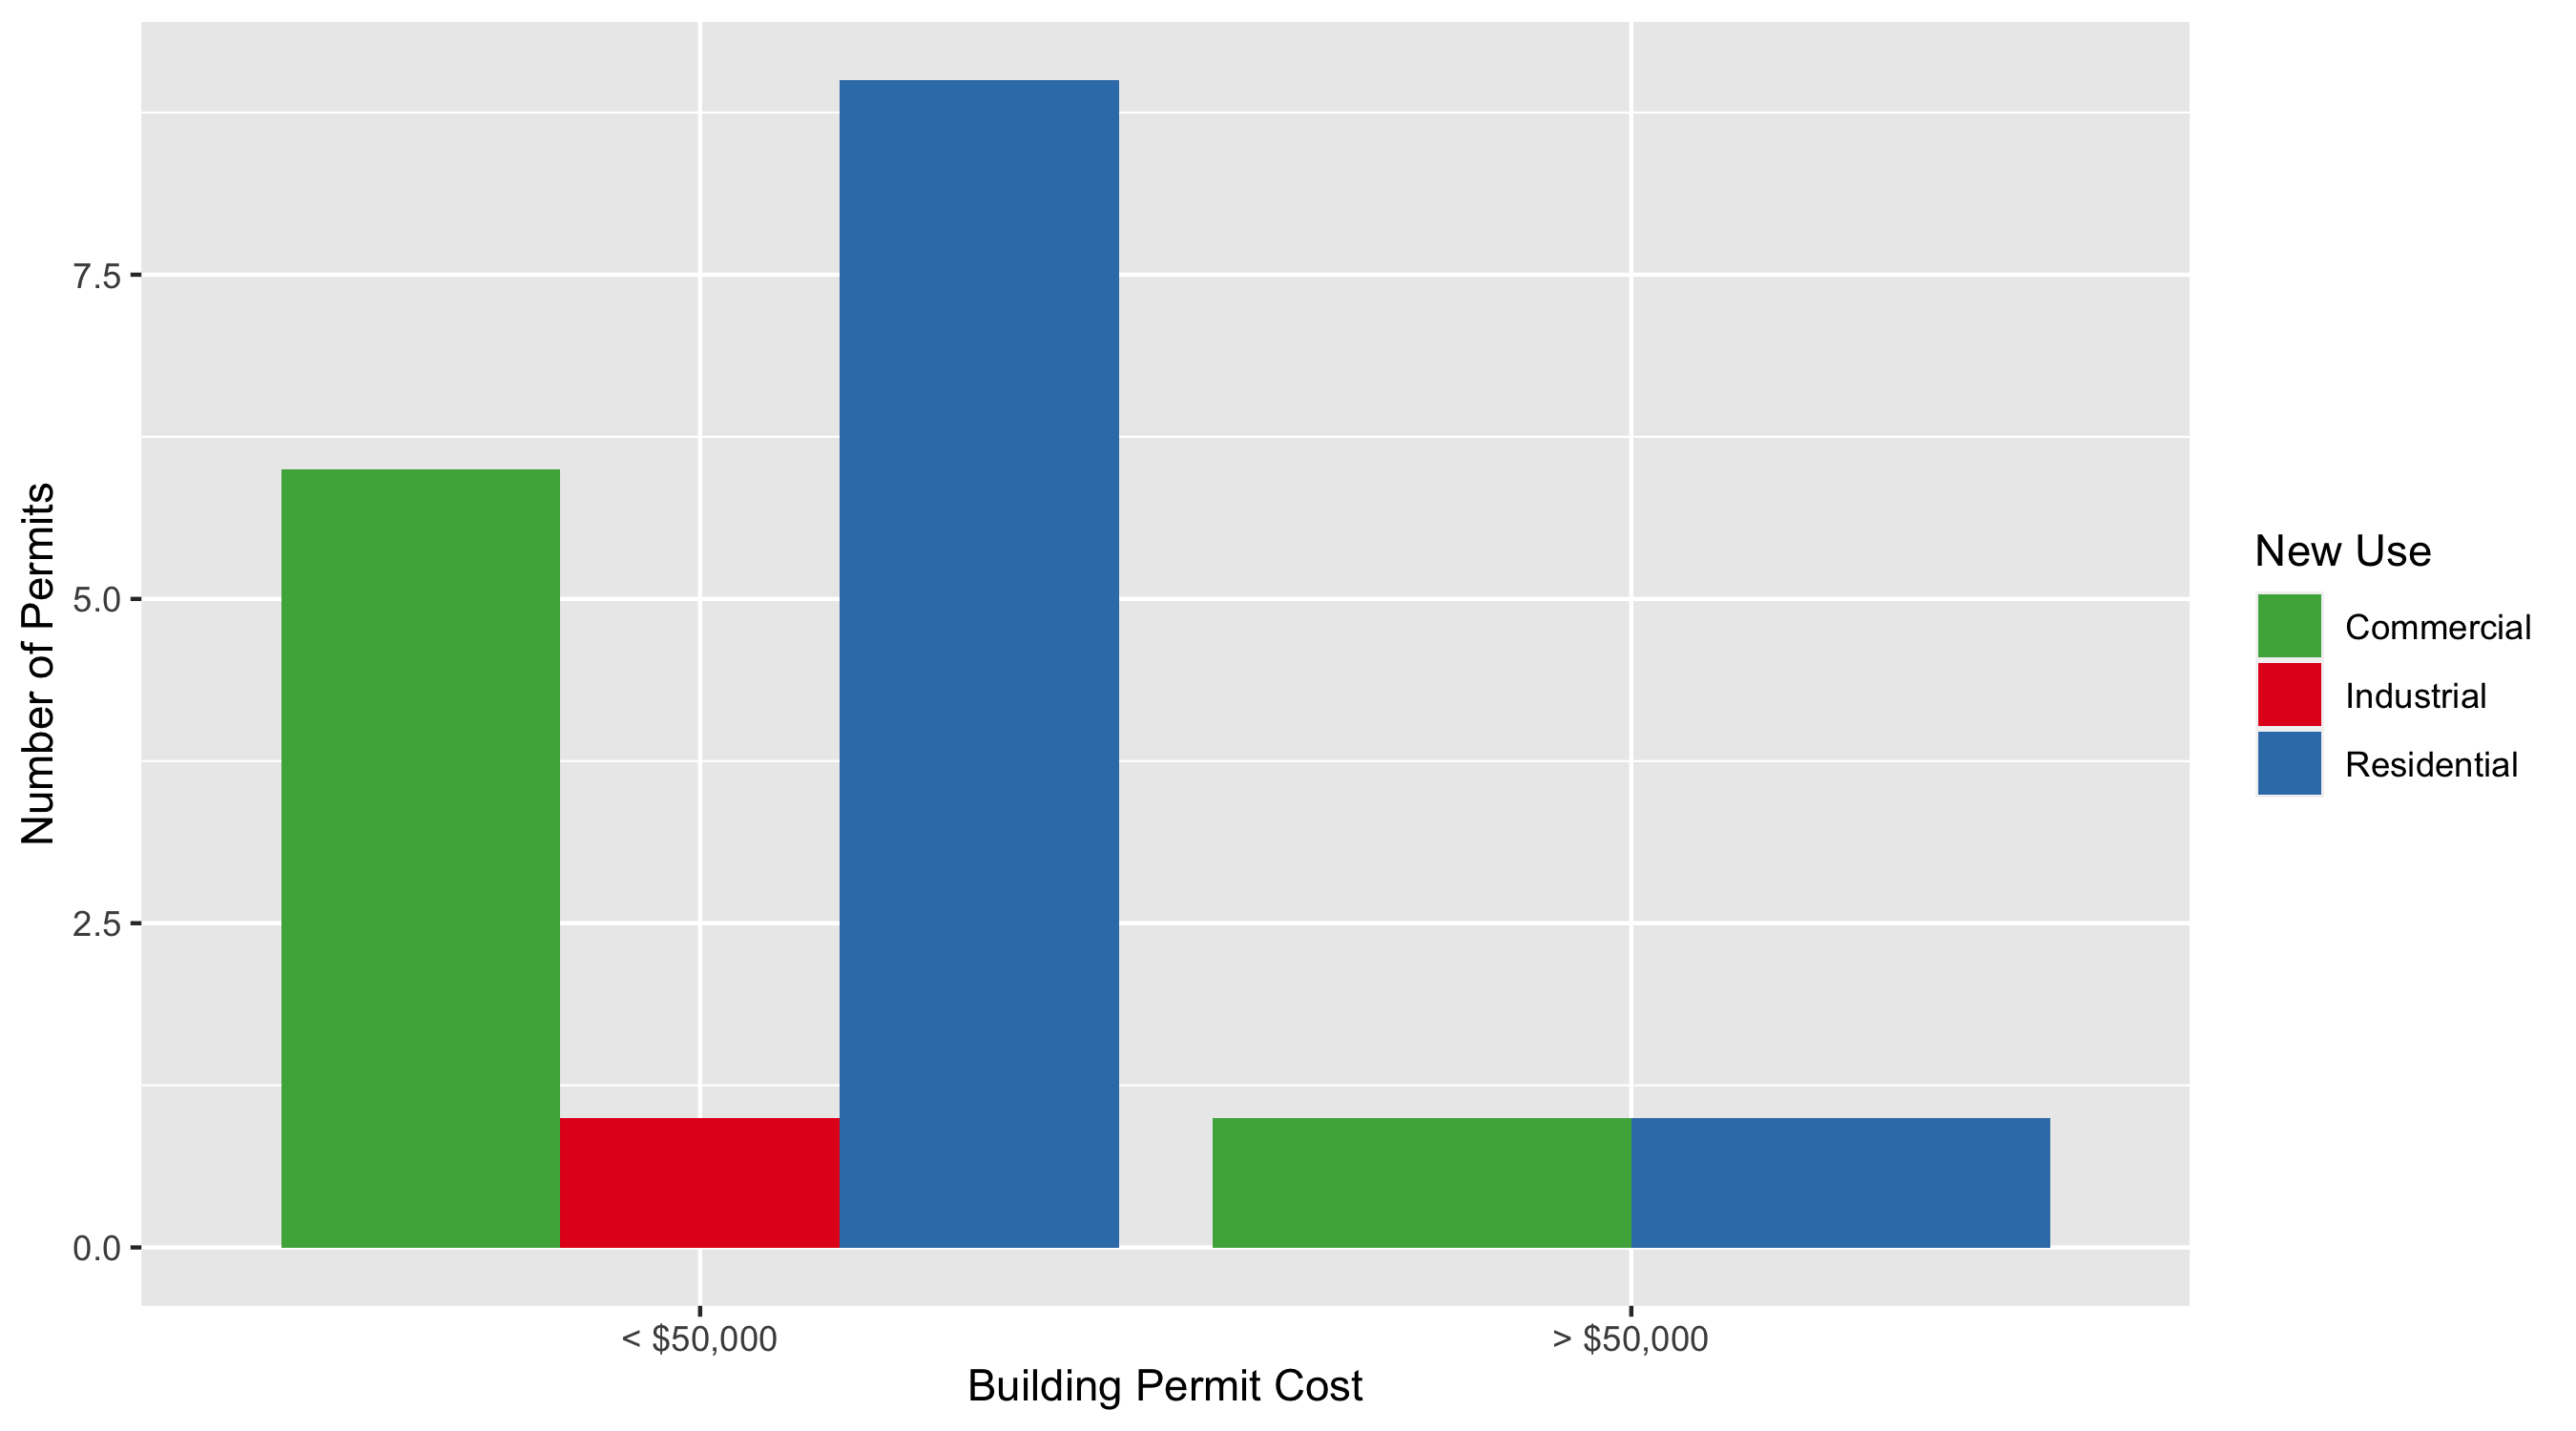 Number of Permits
7.5
5.0
2.5
0.0
< $50,000
> $50,000
Building Permit Cost
New Use
Commercial
Industrial
Residential